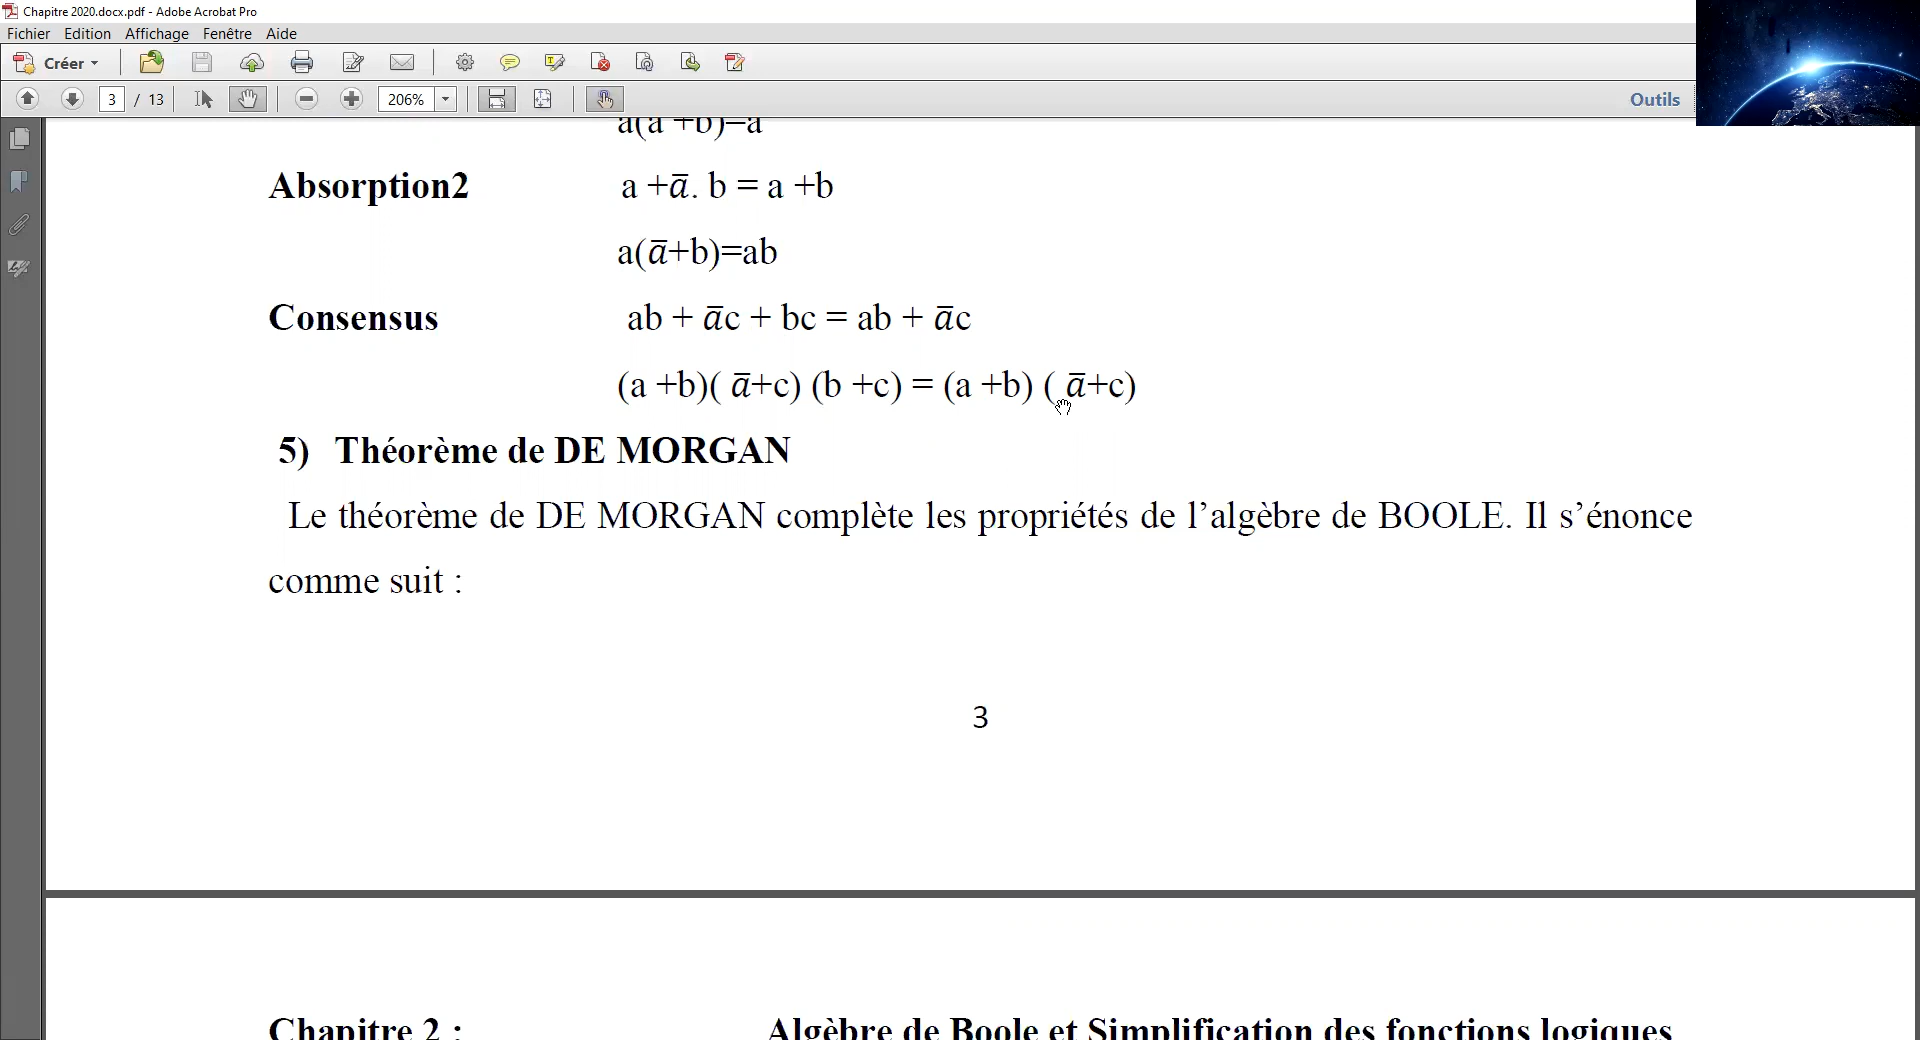 Chapitre 2020.docx.pdf - Adobe Acrobat Pro
Fichier Edition Affichage Fenêtre Aide
Créer
3 / 13 206% Outils
a(a +b)=a
Absorption2 a +a̅. b = a +b
a(a̅+b)=ab
Consensus ab + a̅c + bc = ab + a̅c
(a +b)( a̅+c) (b +c) = (a +b) ( a̅+c)
5) Théorème de DE MORGAN
Le théorème de DE MORGAN complète les propriétés de l’algèbre de BOOLE. Il s’énonce
comme suit :
3
Chapitre 2 : Algèbre de Boole et Simplification des fonctions logiques